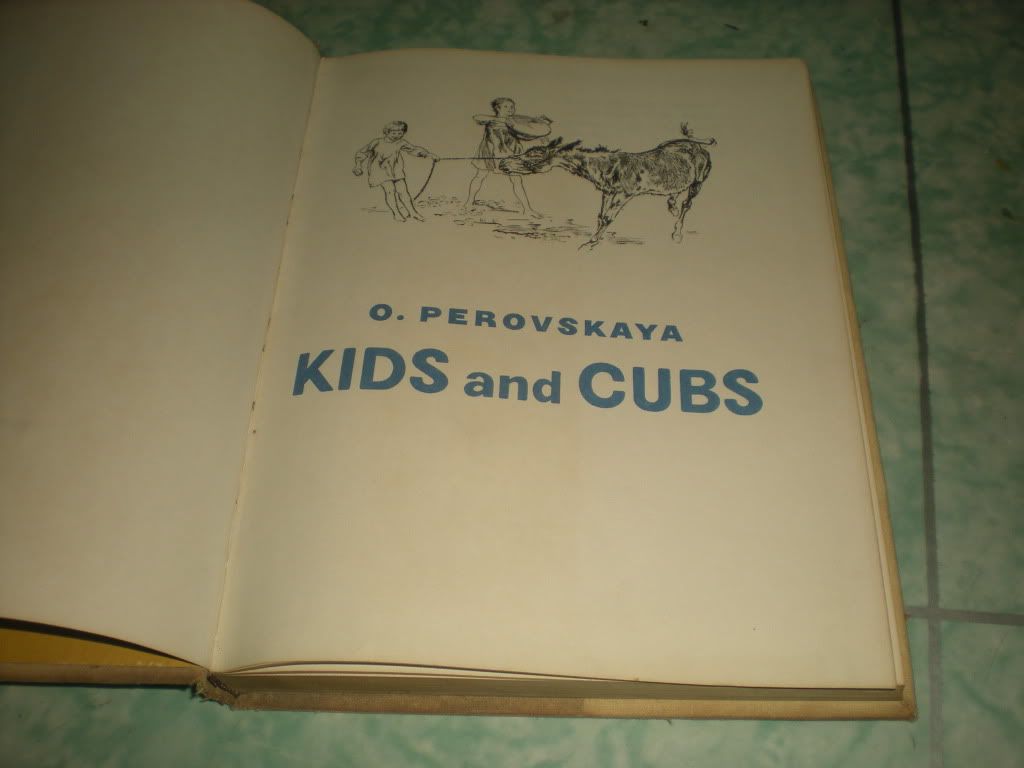 O. PEROVSKAYA
KIDS and CUBS